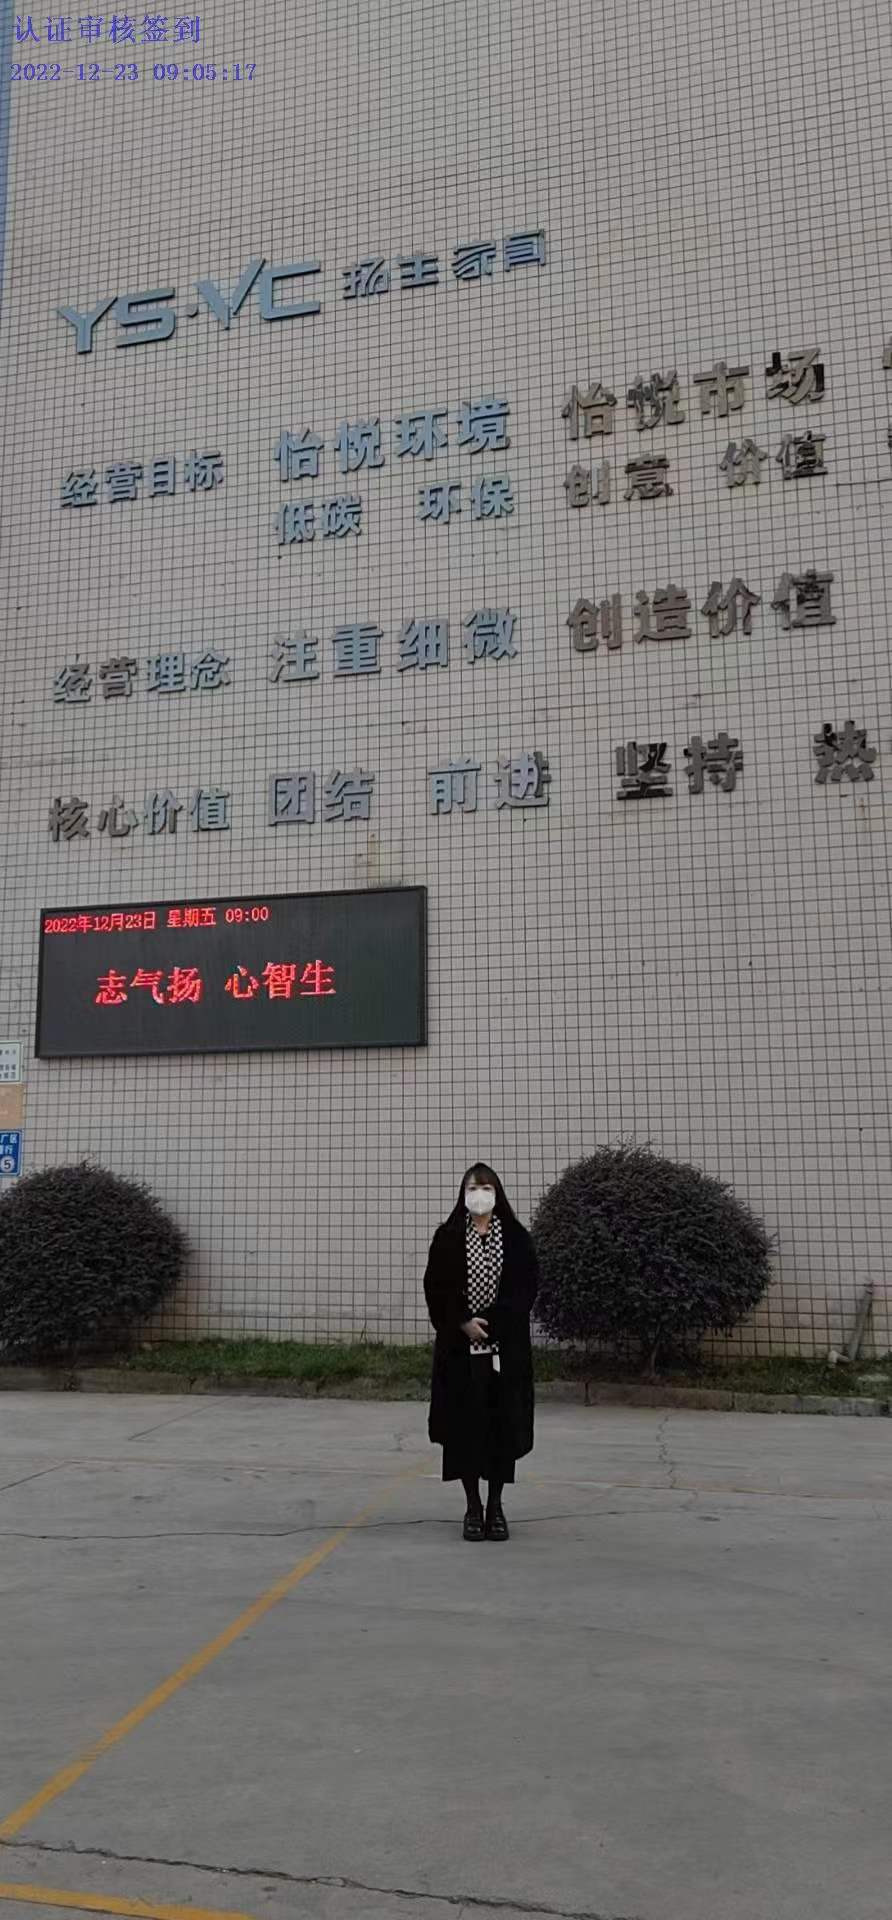 认证审核签到
2022-12-23 09:05:17
YS·VC 扬生家具
经营目标 怡悦环境 怡悦市场
低碳 环保 创意 价值
经营理念 注重细微 创造价值
核心价值 团结 前进 坚持 热
2022年12月23日 星期五 09:00
志气扬 心智生
厂区
5